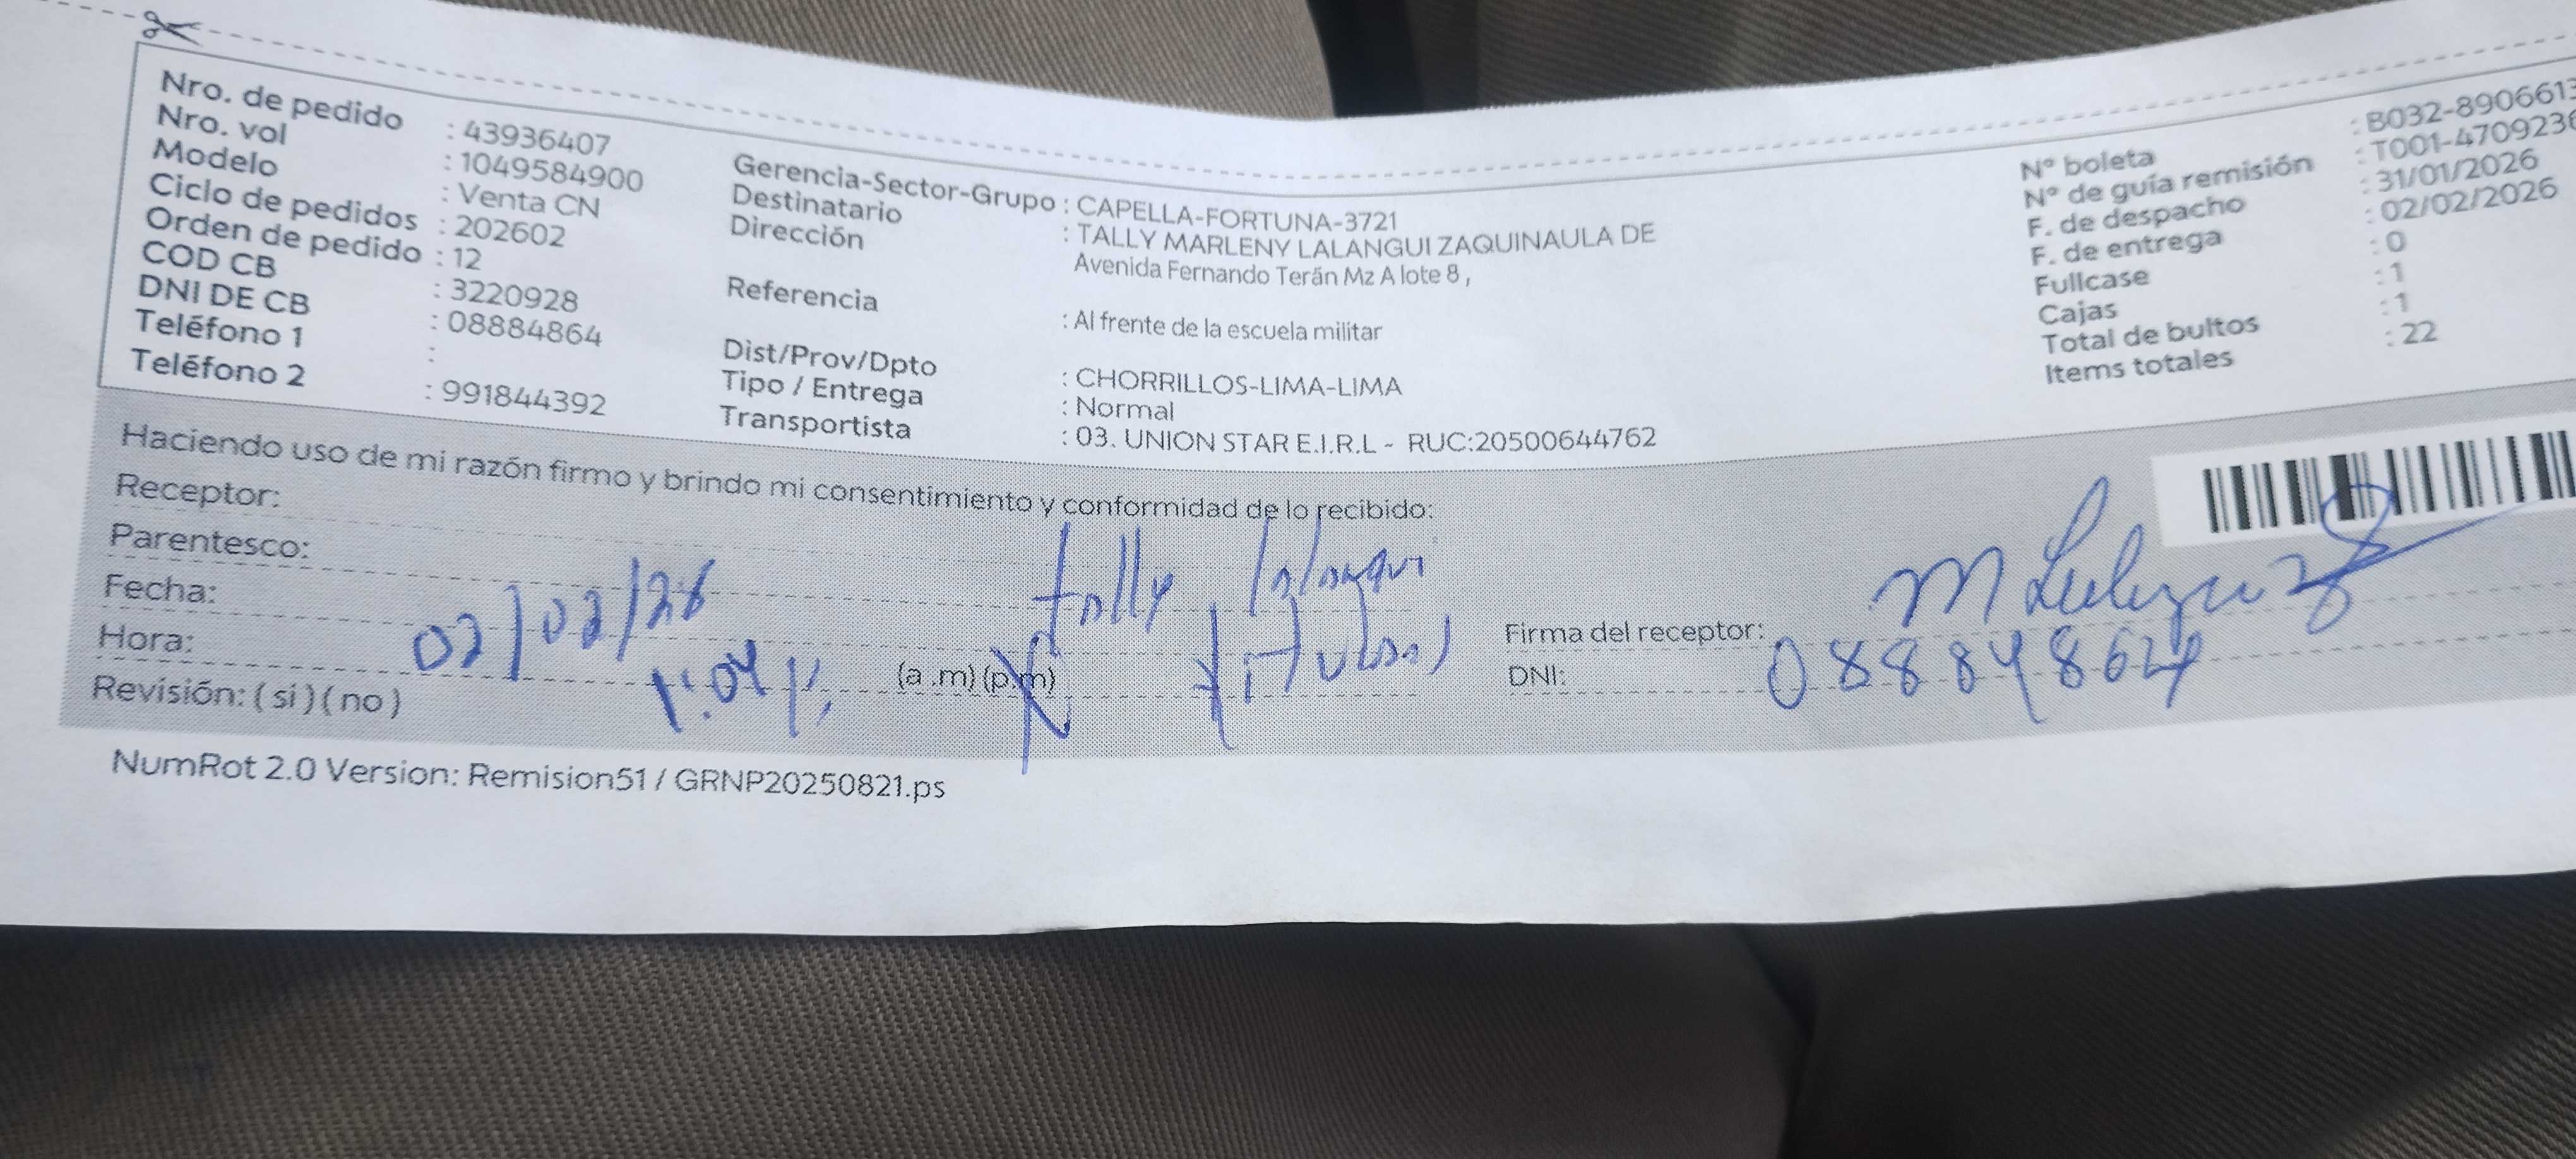 Nro. de pedido : 43936407
Nro. vol : 1049584900
Modelo : Venta CN
Ciclo de pedidos : 202602
Orden de pedido : 12
COD CB : 3220928
DNI DE CB : 08884864
Teléfono 1 :
Teléfono 2 : 991844392
Gerencia-Sector-Grupo : CAPELLA-FORTUNA-3721
Destinatario : TALLY MARLENY LALANGUI ZAQUINAULA DE
Dirección Avenida Fernando Terán Mz A lote 8 ,
Referencia : Al frente de la escuela militar
Dist/Prov/Dpto : CHORRILLOS-LIMA-LIMA
Tipo / Entrega : Normal
Transportista : 03. UNION STAR E.I.R.L - RUC:20500644762
N° boleta : B032-8906613
N° de guía remisión : T001-4709236
F. de despacho : 31/01/2026
F. de entrega : 02/02/2026
Fullcase : 0
Cajas : 1
Total de bultos : 1
Items totales : 22
Haciendo uso de mi razón firmo y brindo mi consentimiento y conformidad de lo recibido:
Receptor: Tally Lalangui
Parentesco: titular
Fecha: 02/02/26
Hora: 1:04 (a .m) (p.m)
Revisión: ( si ) ( no )
Firma del receptor:
DNI: 08884864
NumRot 2.0 Version: Remision51 / GRNP20250821.ps